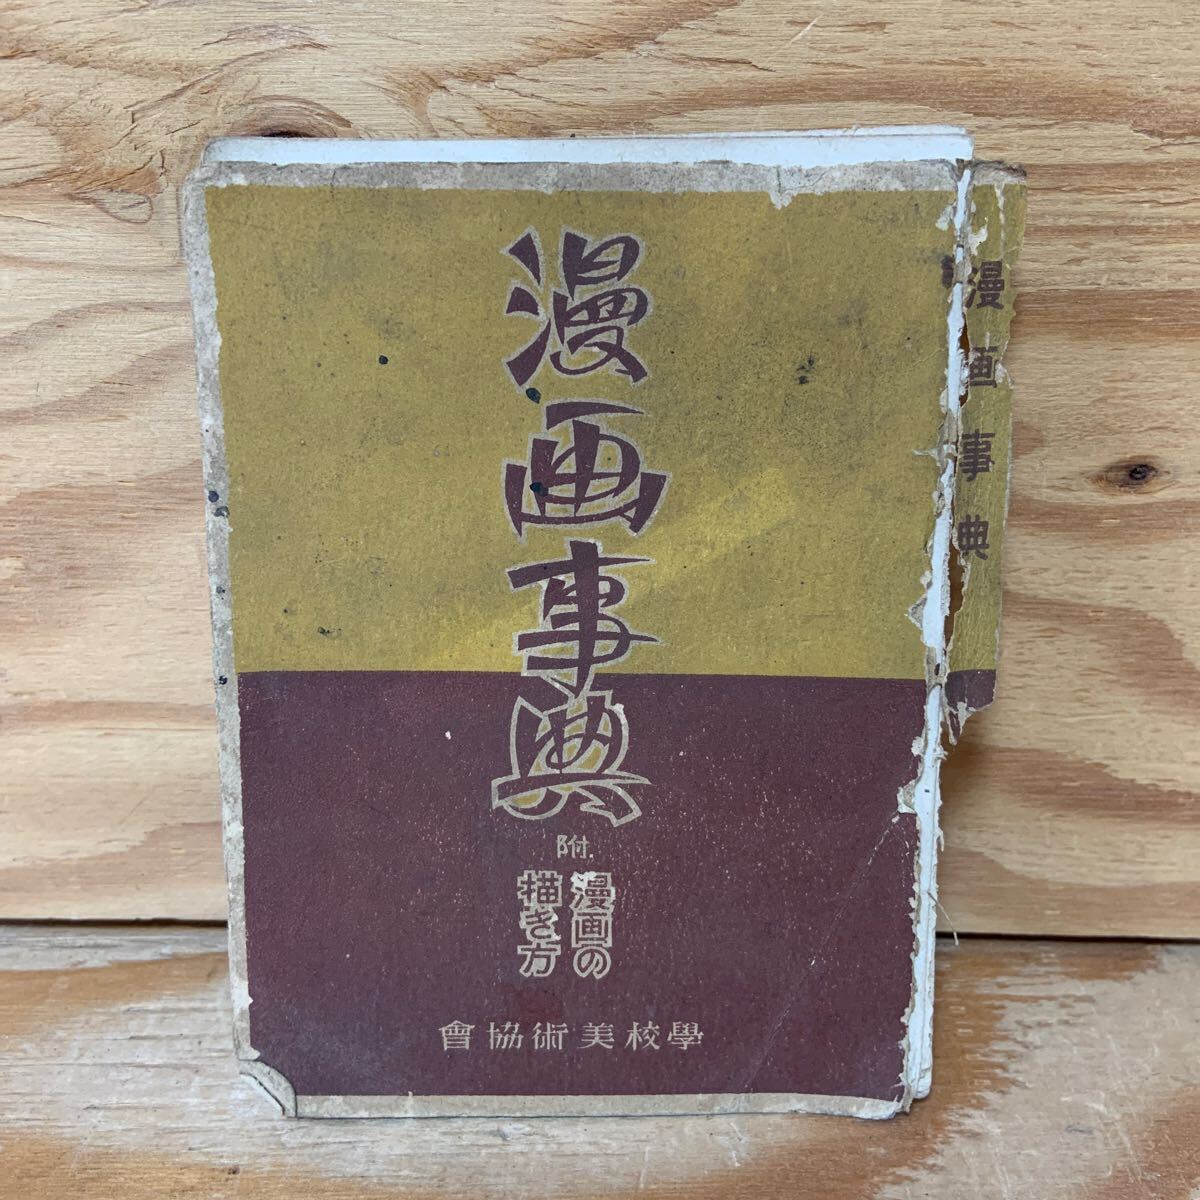 漫画事典
附.
漫画の
描き方
學校美術協會
漫画事典